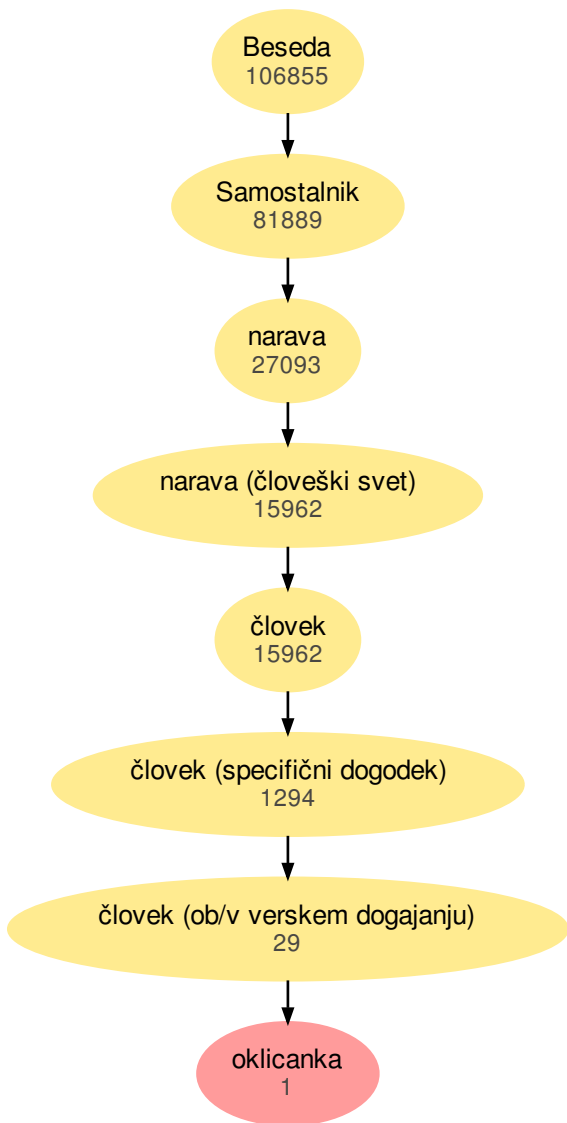 Beseda
106855
Samostalnik
81889
narava
27093
narava (človeški svet)
15962
človek
15962
človek (specifični dogodek)
1294
človek (ob/v verskem dogajanju)
29
oklicanka
1